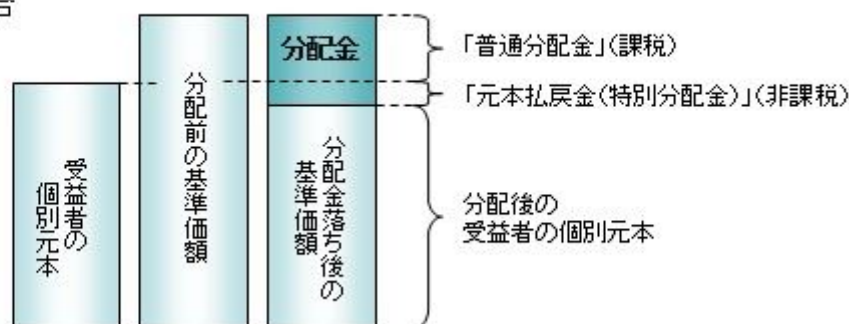 分配金
「普通分配金」(課税)
「元本払戻金(特別分配金)」(非課税)
受益者の
個別元本
分配前の基準価額
分配金落ち後の
基準価額
分配後の
受益者の個別元本